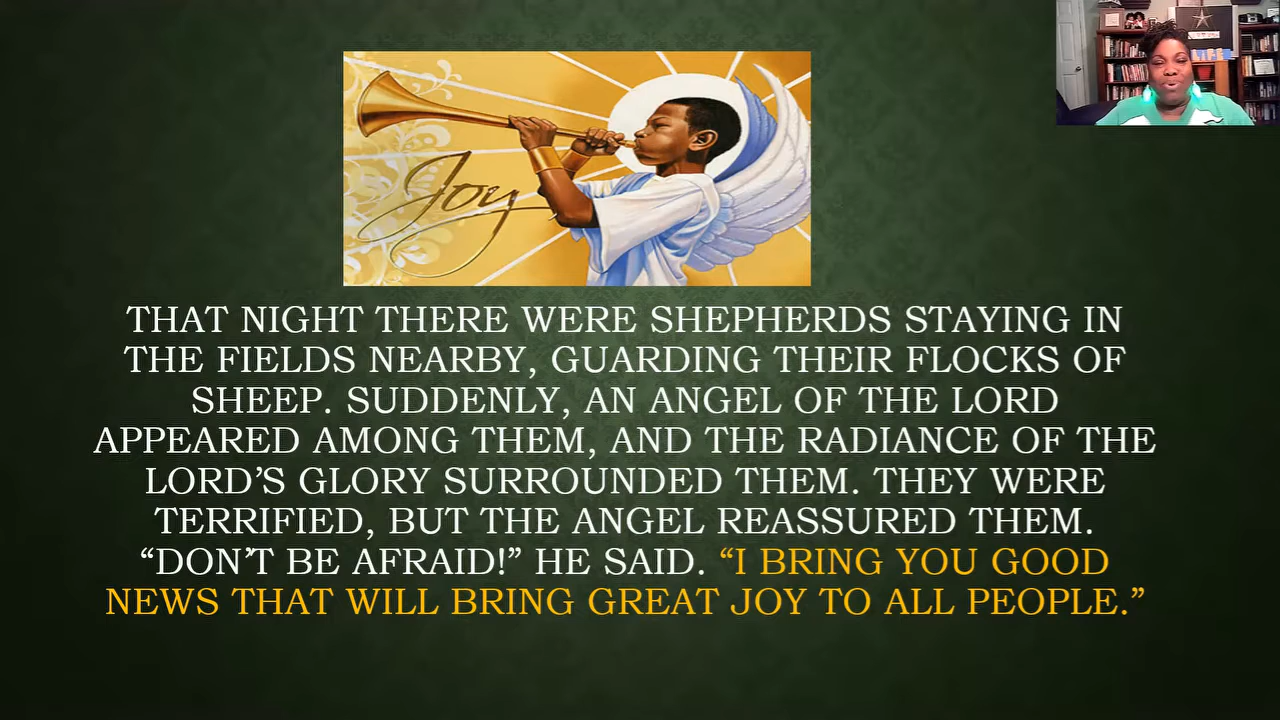 Joy
THAT NIGHT THERE WERE SHEPHERDS STAYING IN
THE FIELDS NEARBY, GUARDING THEIR FLOCKS OF
SHEEP. SUDDENLY, AN ANGEL OF THE LORD
APPEARED AMONG THEM, AND THE RADIANCE OF THE
LORD’S GLORY SURROUNDED THEM. THEY WERE
TERRIFIED, BUT THE ANGEL REASSURED THEM.
“DON’T BE AFRAID!” HE SAID. “I BRING YOU GOOD
NEWS THAT WILL BRING GREAT JOY TO ALL PEOPLE.”